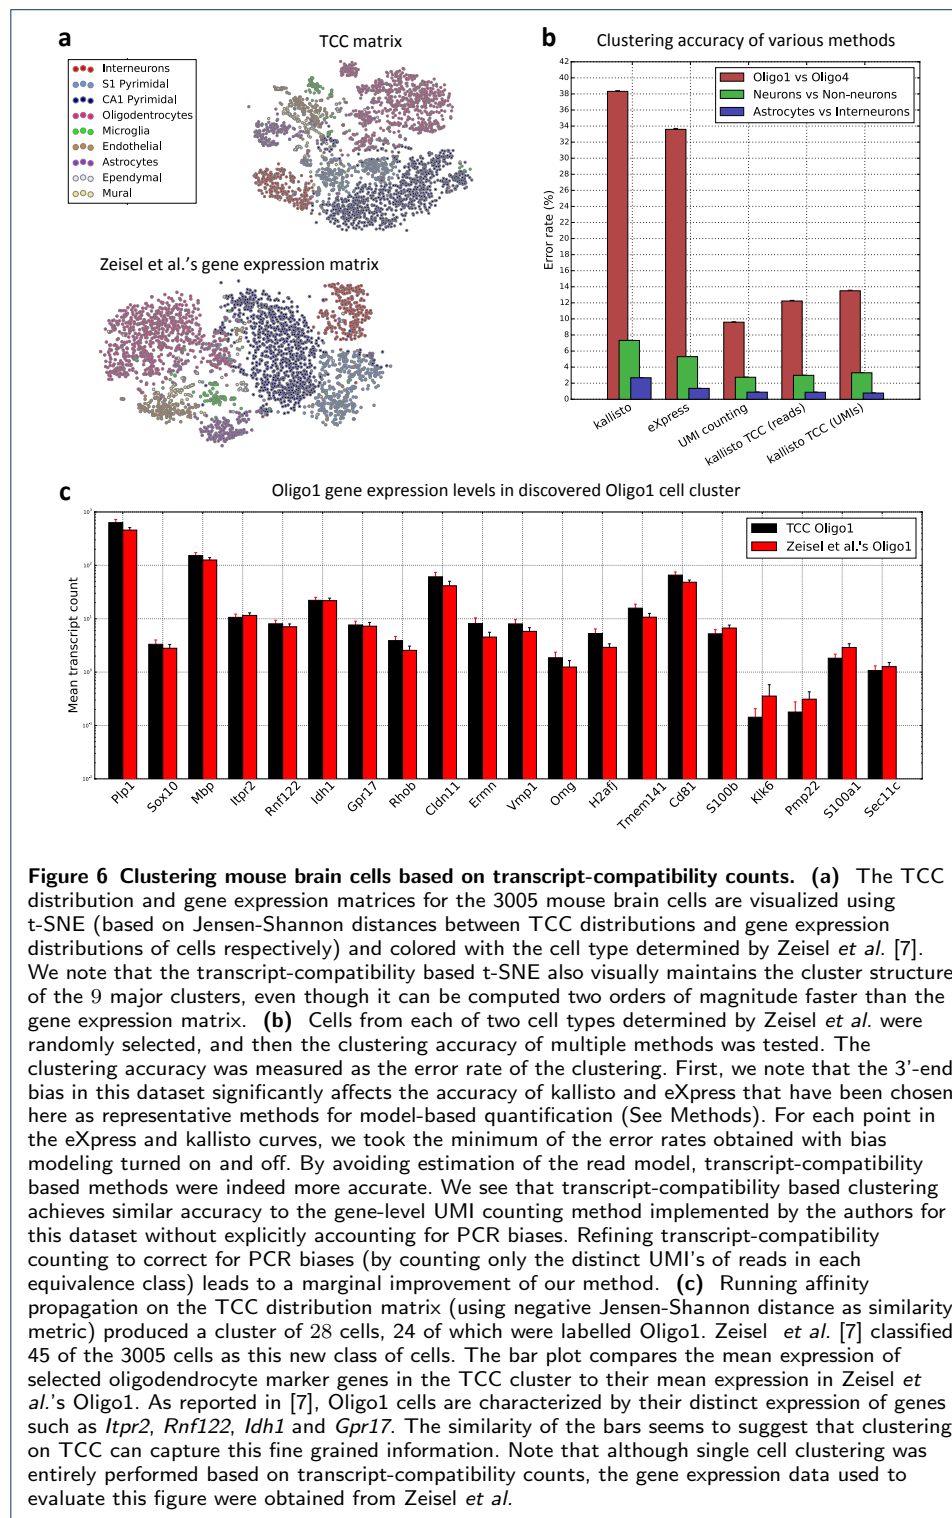 a
TCC matrix
Interneurons
S1 Pyrimidal
CA1 Pyrimidal
Oligodentrocytes
Microglia
Endothelial
Astrocytes
Ependymal
Mural
Zeisel et al.'s gene expression matrix
b
Clustering accuracy of various methods
Error rate (%)
42
40
38
36
34
32
30
28
26
24
22
20
18
16
14
12
10
8
6
4
2
0
Oligo1 vs Oligo4
Neurons vs Non-neurons
Astrocytes vs Interneurons
kallisto
eXpress
UMI counting
kallisto TCC (reads)
kallisto TCC (UMIs)
c
Oligo1 gene expression levels in discovered Oligo1 cell cluster
Mean transcript count
TCC Oligo1
Zeisel et al.'s Oligo1
Plp1
Sox10
Mbp
Itpr2
Rnf122
Idh1
Gpr17
Rhob
Cldn11
Ermn
Vmp1
Omg
H2afj
Tmem141
Cd81
S100b
Klk6
Pmp22
S100a1
Sec11c
Figure 6 Clustering mouse brain cells based on transcript-compatibility counts. (a) The TCC
distribution and gene expression matrices for the 3005 mouse brain cells are visualized using
t-SNE (based on Jensen-Shannon distances between TCC distributions and gene expression
distributions of cells respectively) and colored with the cell type determined by Zeisel et al. [7].
We note that the transcript-compatibility based t-SNE also visually maintains the cluster structure
of the 9 major clusters, even though it can be computed two orders of magnitude faster than the
gene expression matrix. (b) Cells from each of two cell types determined by Zeisel et al. were
randomly selected, and then the clustering accuracy of multiple methods was tested. The
clustering accuracy was measured as the error rate of the clustering. First, we note that the 3'-end
bias in this dataset significantly affects the accuracy of kallisto and eXpress that have been chosen
here as representative methods for model-based quantification (See Methods). For each point in
the eXpress and kallisto curves, we took the minimum of the error rates obtained with bias
modeling turned on and off. By avoiding estimation of the read model, transcript-compatibility
based methods were indeed more accurate. We see that transcript-compatibility based clustering
achieves similar accuracy to the gene-level UMI counting method implemented by the authors for
this dataset without explicitly accounting for PCR biases. Refining transcript-compatibility
counting to correct for PCR biases (by counting only the distinct UMI's of reads in each
equivalence class) leads to a marginal improvement of our method. (c) Running affinity
propagation on the TCC distribution matrix (using negative Jensen-Shannon distance as similarity
metric) produced a cluster of 28 cells, 24 of which were labelled Oligo1. Zeisel et al. [7] classified
45 of the 3005 cells as this new class of cells. The bar plot compares the mean expression of
selected oligodendrocyte marker genes in the TCC cluster to their mean expression in Zeisel et
al.'s Oligo1. As reported in [7], Oligo1 cells are characterized by their distinct expression of genes
such as Itpr2, Rnf122, Idh1 and Gpr17. The similarity of the bars seems to suggest that clustering
on TCC can capture this fine grained information. Note that although single cell clustering was
entirely performed based on transcript-compatibility counts, the gene expression data used to
evaluate this figure were obtained from Zeisel et al.